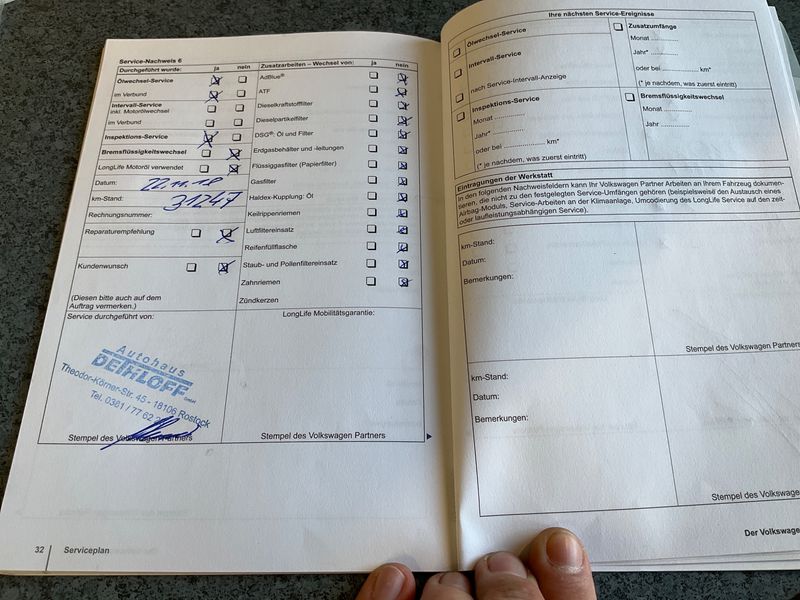 Service-Nachweis 6
Durchgeführt wurde: ja nein
Ölwechsel-Service
im Verbund
Intervall-Service
inkl. Motorölwechsel
im Verbund
Inspektions-Service
Bremsflüssigkeitswechsel
LongLife Motoröl verwendet
Datum: 22.11.18
km-Stand: 31247
Rechnungsnummer:
Reparaturempfehlung
Kundenwunsch
(Diesen bitte auch auf dem
Auftrag vermerken.)
Zusatzarbeiten – Wechsel von: ja nein
AdBlue®
ATF
Dieselkraftstofffilter
Dieselpartikelfilter
DSG®: Öl und Filter
Erdgasbehälter und -leitungen
Flüssiggasfilter (Papierfilter)
Gasfilter
Haldex-Kupplung: Öl
Keilrippenriemen
Luftfiltereinsatz
Reifenfüllflasche
Staub- und Pollenfiltereinsatz
Zahnriemen
Zündkerzen
Service durchgeführt von:
Autohaus
DETHLOFF GmbH
Theodor-Körner-Str. 45 - 18106 Rostock
Tel. 0381 / 77 62
Stempel des Volkswagen Partners
LongLife Mobilitätsgarantie:
Stempel des Volkswagen Partners
32 Serviceplan
Ihre nächsten Service-Ereignisse
Ölwechsel-Service
Intervall-Service
nach Service-Intervall-Anzeige
Inspektions-Service
Monat ..............
Jahr* ..............
oder bei .............. km*
(* je nachdem, was zuerst eintritt)
Zusatzumfänge
Monat ..............
Jahr* ..............
oder bei .............. km*
(* je nachdem, was zuerst eintritt)
Bremsflüssigkeitswechsel
Monat ..............
Jahr ..............
Eintragungen der Werkstatt
In den folgenden Nachweisfeldern kann Ihr Volkswagen Partner Arbeiten an Ihrem Fahrzeug dokumen-
tieren, die nicht zu den festgelegten Service-Umfängen gehören (beispielsweise den Austausch eines
Airbag-Moduls, Service-Arbeiten an der Klimaanlage, Umcodierung des LongLife Service auf den zeit-
oder laufleistungsabhängigen Service).
km-Stand:
Datum:
Bemerkungen:
Stempel des Volkswagen Partners
km-Stand:
Datum:
Bemerkungen:
Stempel des Volkswage
Der Volkswage